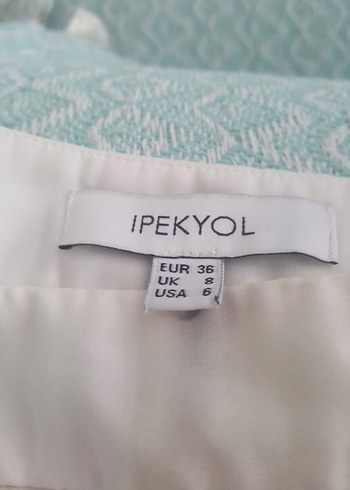 IPEKYOL
EUR 36
UK 8
USA 6